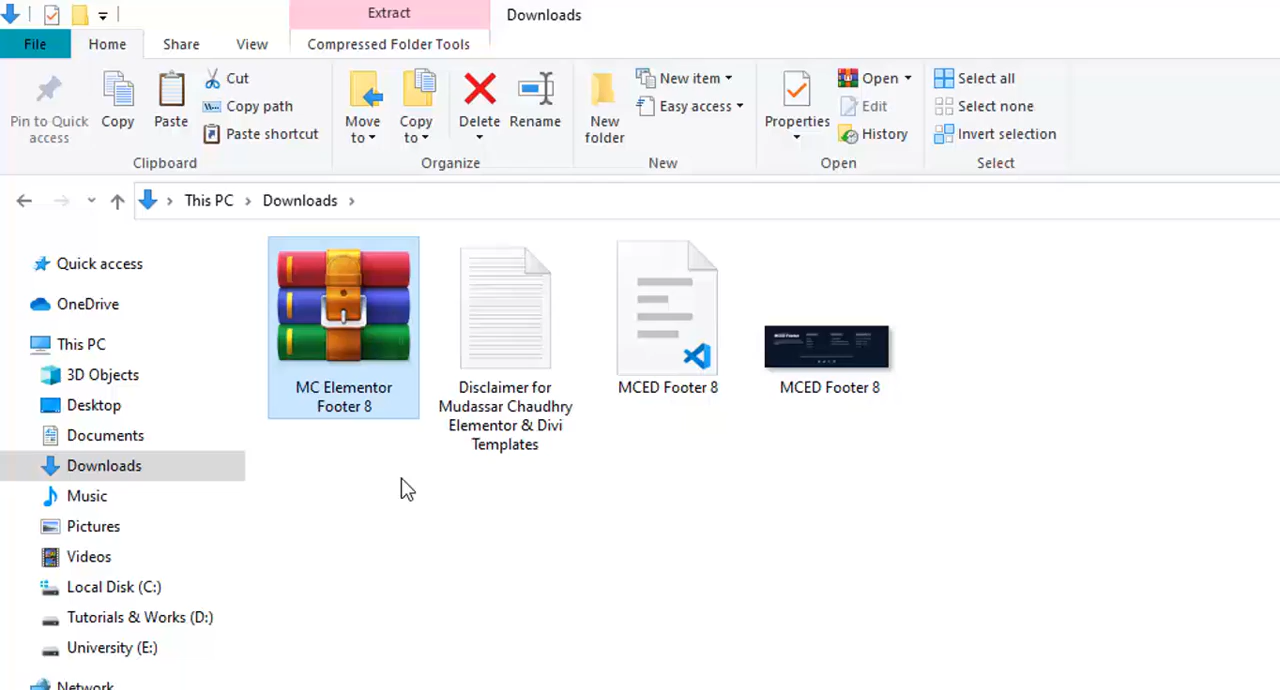 Extract
Downloads
File
Home
Share
View
Compressed Folder Tools
Pin to Quick
access
Copy
Paste
Cut
Copy path
Paste shortcut
Clipboard
Move
to
Copy
to
Delete
Rename
Organize
New
folder
New item
Easy access
New
Properties
Open
Edit
History
Open
Select all
Select none
Invert selection
Select
This PC
Downloads
Quick access
OneDrive
This PC
3D Objects
Desktop
Documents
Downloads
Music
Pictures
Videos
Local Disk (C:)
Tutorials & Works (D:)
University (E:)
Network
MC Elementor
Footer 8
Disclaimer for
Mudassar Chaudhry
Elementor & Divi
Templates
MCED Footer 8
MCED Footer
MCED Footer 8